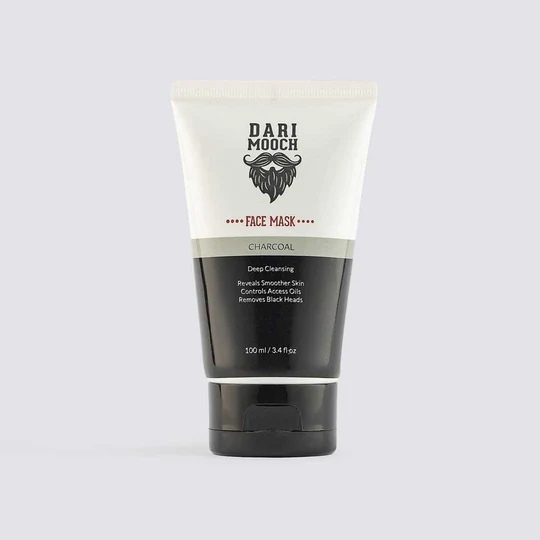 DARI
MOOCH
FACE MASK
CHARCOAL
Deep Cleansing
Reveals Smoother Skin
Controls Access Oils
Removes Black Heads
100 ml / 3.4 fl oz